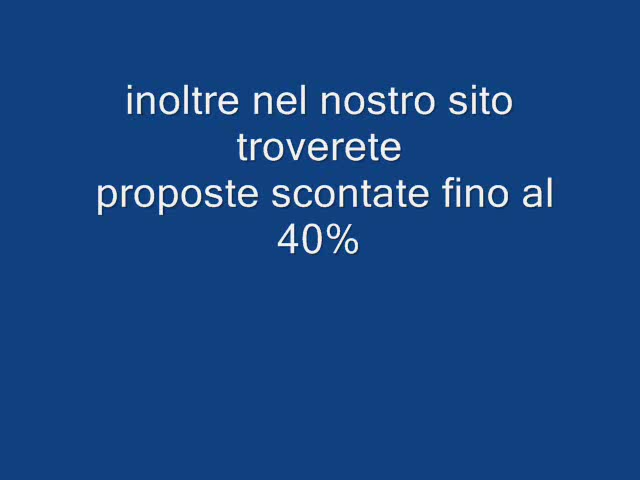 inoltre nel nostro sito
troverete
proposte scontate fino al
40%